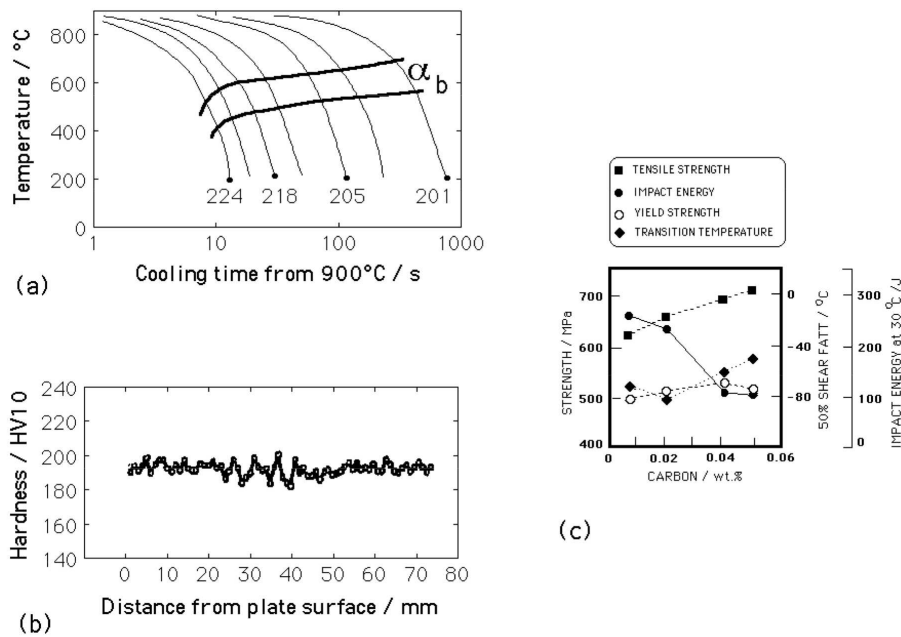 (a)
Temperature / °C
800
600
400
200
0
α b
224 218 205 201
1 10 100 1000
Cooling time from 900°C / s
(b)
Hardness / HV10
240
220
200
180
160
140
0 10 20 30 40 50 60 70 80
Distance from plate surface / mm
TENSILE STRENGTH
IMPACT ENERGY
YIELD STRENGTH
TRANSITION TEMPERATURE
STRENGTH / MPa
700
600
500
400
0 0.02 0.04 0.06
CARBON / wt.%
0
-40
-80
50% SHEAR FATT / °C
300
200
100
0
IMPACT ENERGY at 30 °C /J
(c)